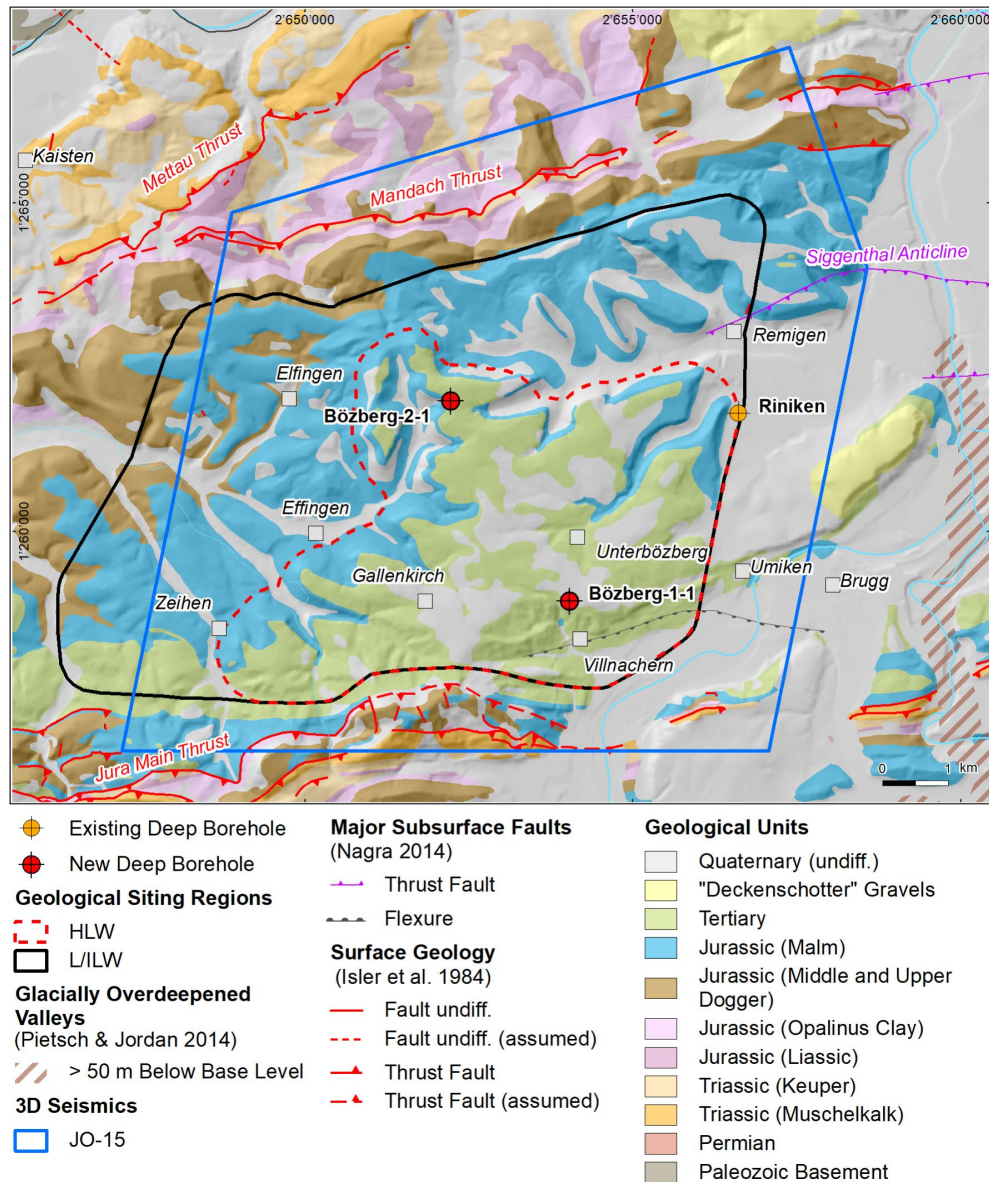 2'650'000
2'655'000
2'660'000
Kaisten
Mettau Thrust
Mandach Thrust
1'265'000
Siggenthal Anticline
Remigen
Elfingen
Bözberg-2-1
Riniken
Effingen
1'260'000
Unterbözberg
Gallenkirch
Umiken
Brugg
Bözberg-1-1
Zeihen
Villnachern
Jura Main Thrust
0 1 km
Existing Deep Borehole
New Deep Borehole
Geological Siting Regions
HLW
L/ILW
Glacially Overdeepened
Valleys
(Pietsch & Jordan 2014)
> 50 m Below Base Level
3D Seismics
JO-15
Major Subsurface Faults
(Nagra 2014)
Thrust Fault
Flexure
Surface Geology
(Isler et al. 1984)
Fault undiff.
Fault undiff. (assumed)
Thrust Fault
Thrust Fault (assumed)
Geological Units
Quaternary (undiff.)
"Deckenschotter" Gravels
Tertiary
Jurassic (Malm)
Jurassic (Middle and Upper
Dogger)
Jurassic (Opalinus Clay)
Jurassic (Liassic)
Triassic (Keuper)
Triassic (Muschelkalk)
Permian
Paleozoic Basement